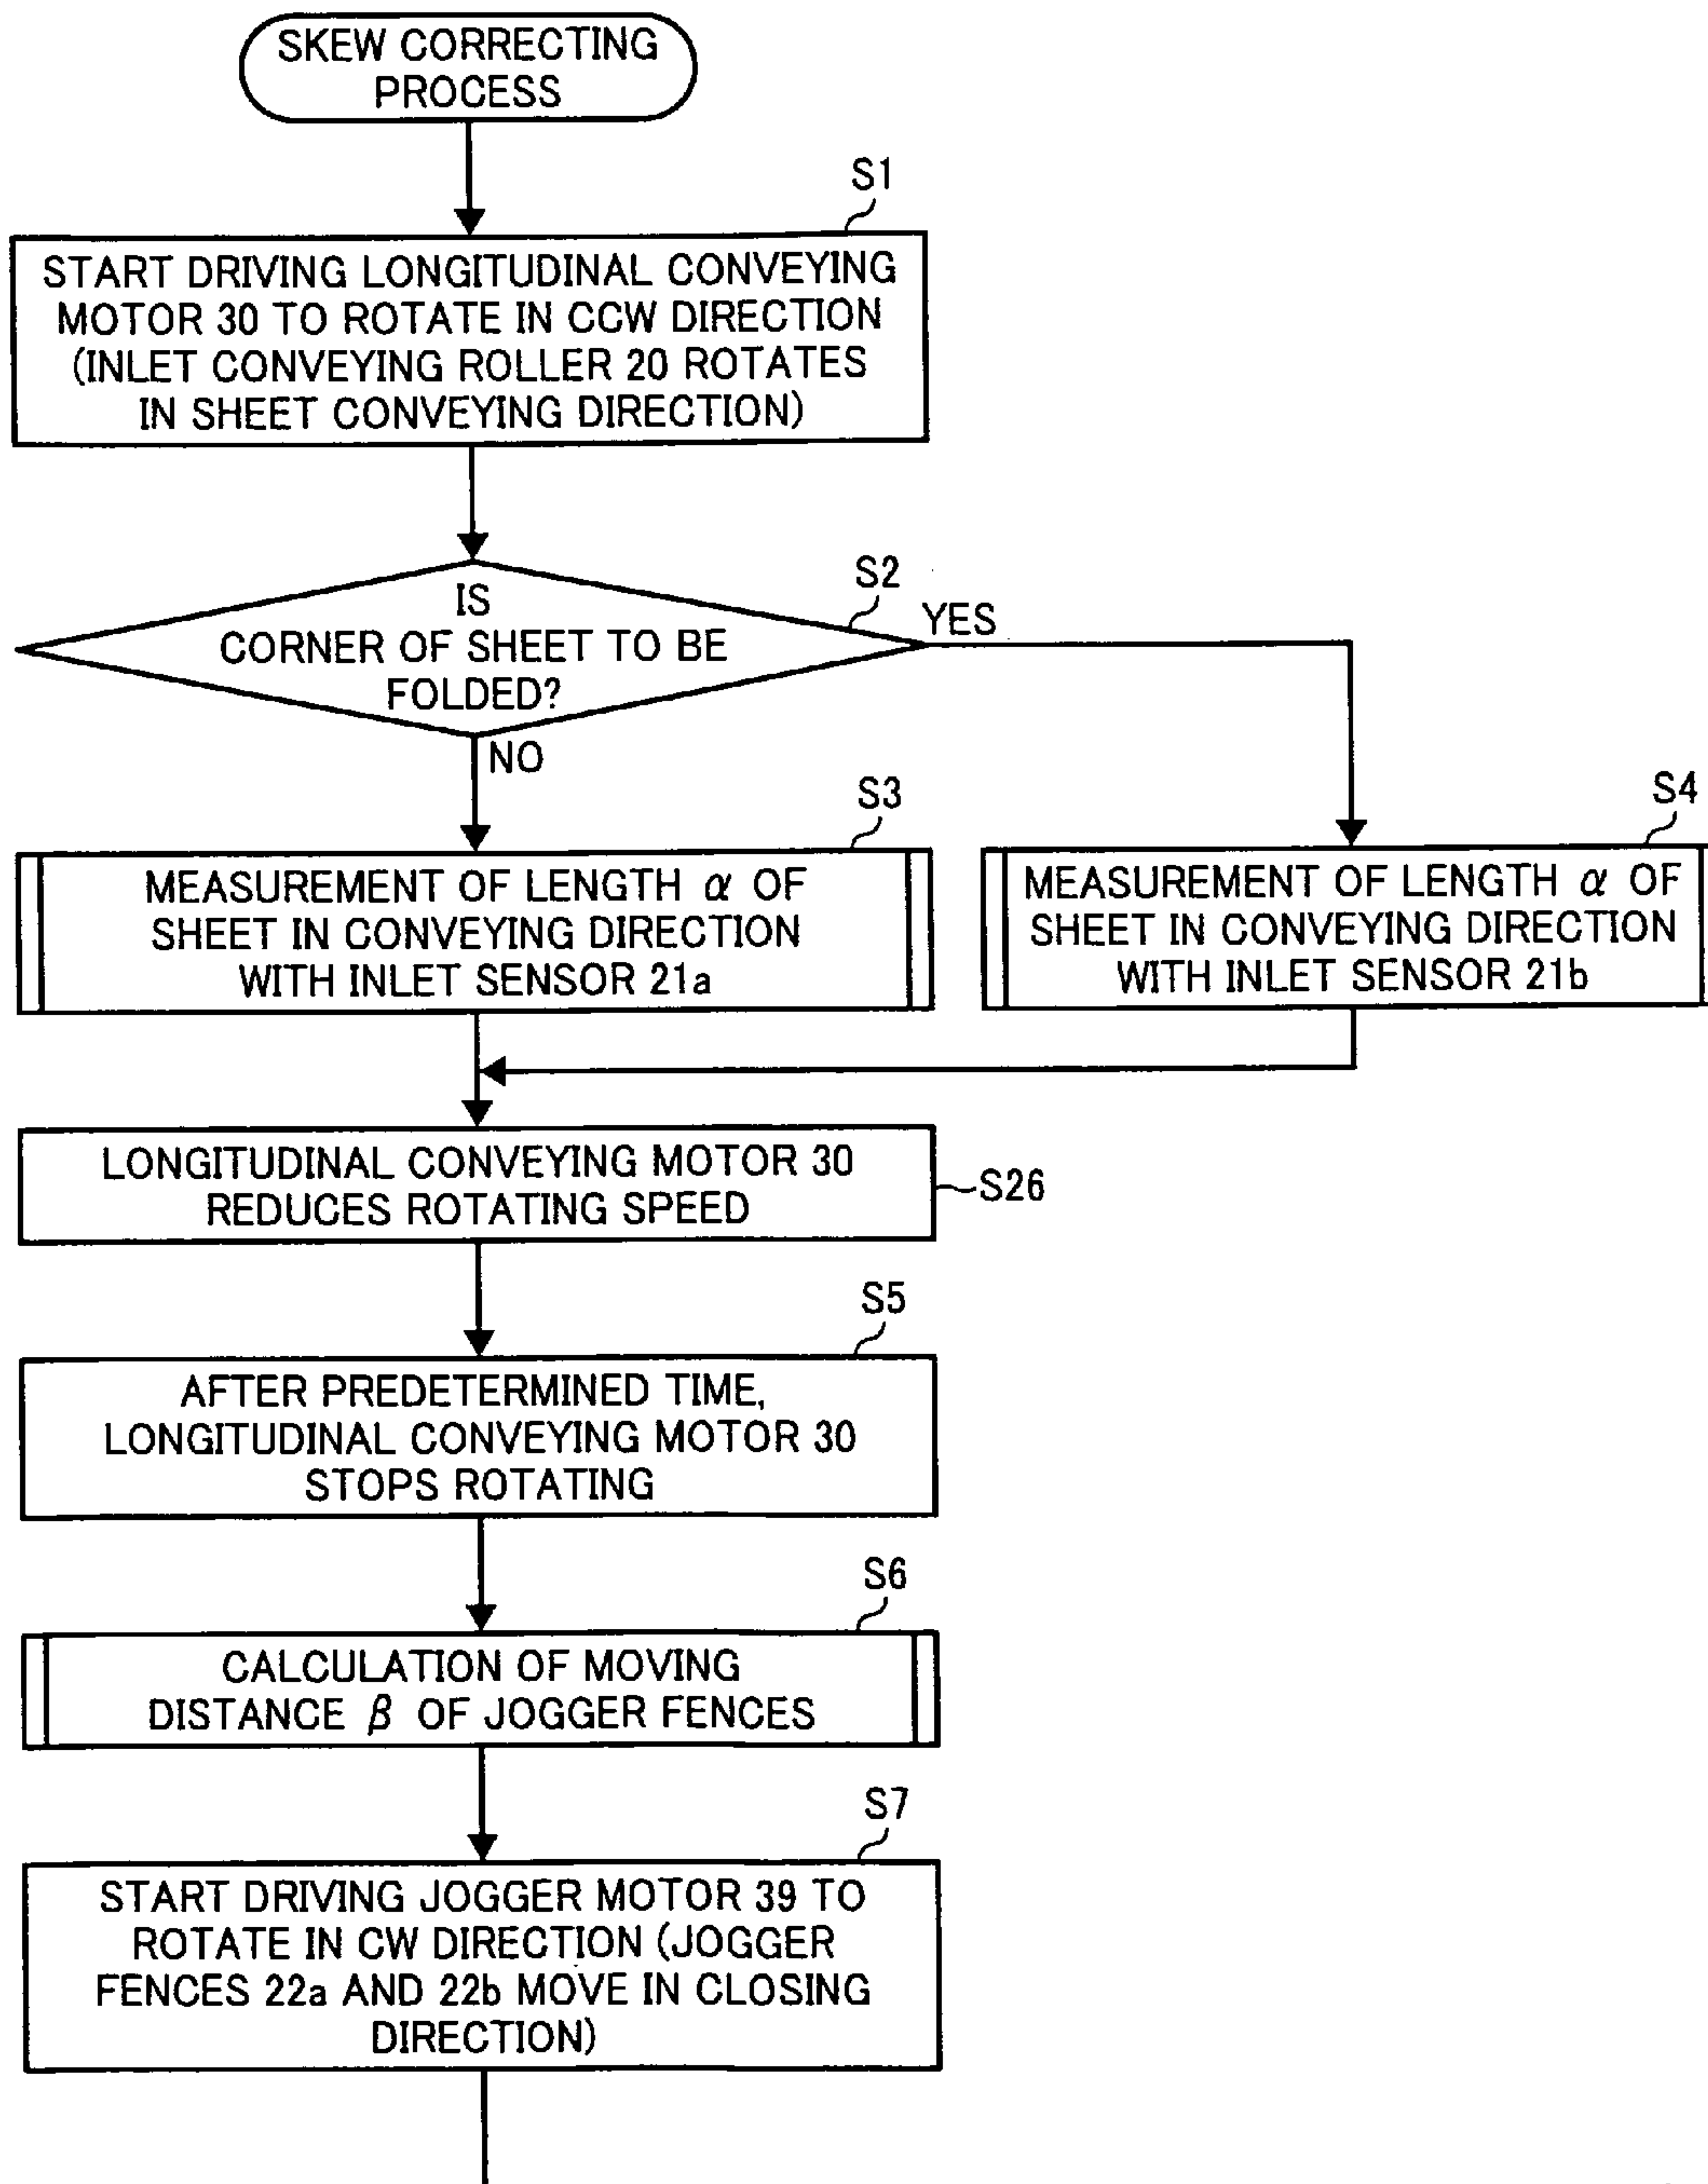 SKEW CORRECTING
PROCESS
S1
START DRIVING LONGITUDINAL CONVEYING
MOTOR 30 TO ROTATE IN CCW DIRECTION
(INLET CONVEYING ROLLER 20 ROTATES
IN SHEET CONVEYING DIRECTION)
S2
IS
CORNER OF SHEET TO BE
FOLDED?
YES
NO
S3
MEASUREMENT OF LENGTH α OF
SHEET IN CONVEYING DIRECTION
WITH INLET SENSOR 21a
S4
MEASUREMENT OF LENGTH α OF
SHEET IN CONVEYING DIRECTION
WITH INLET SENSOR 21b
LONGITUDINAL CONVEYING MOTOR 30
REDUCES ROTATING SPEED
S26
S5
AFTER PREDETERMINED TIME,
LONGITUDINAL CONVEYING MOTOR 30
STOPS ROTATING
S6
CALCULATION OF MOVING
DISTANCE β OF JOGGER FENCES
S7
START DRIVING JOGGER MOTOR 39 TO
ROTATE IN CW DIRECTION (JOGGER
FENCES 22a AND 22b MOVE IN CLOSING
DIRECTION)